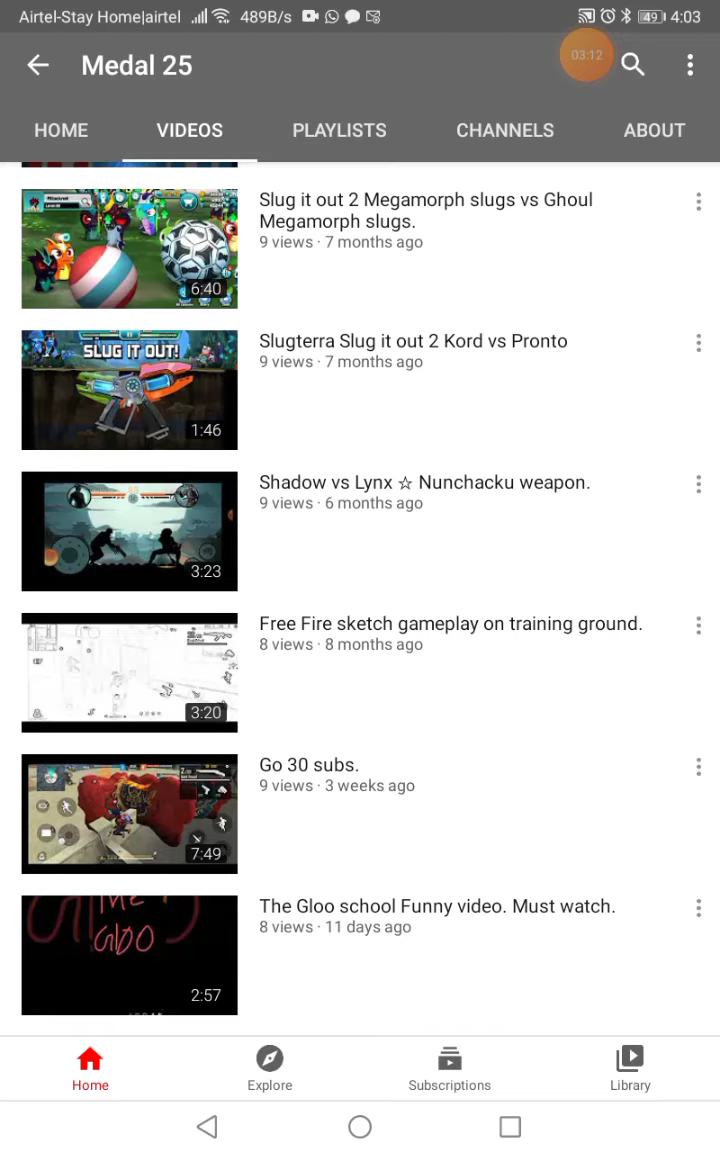 Airtel-Stay Home|airtel 489B/s 49 4:03
Medal 25 03:12
HOME VIDEOS PLAYLISTS CHANNELS ABOUT
Slug it out 2 Megamorph slugs vs Ghoul
Megamorph slugs.
9 views · 7 months ago
6:40
Slugterra Slug it out 2 Kord vs Pronto
9 views · 7 months ago
SLUG IT OUT!
1:46
Shadow vs Lynx ☆ Nunchacku weapon.
9 views · 6 months ago
3:23
Free Fire sketch gameplay on training ground.
8 views · 8 months ago
3:20
Go 30 subs.
9 views · 3 weeks ago
7:49
The Gloo school Funny video. Must watch.
8 views · 11 days ago
GlOO
2:57
Home Explore Subscriptions Library